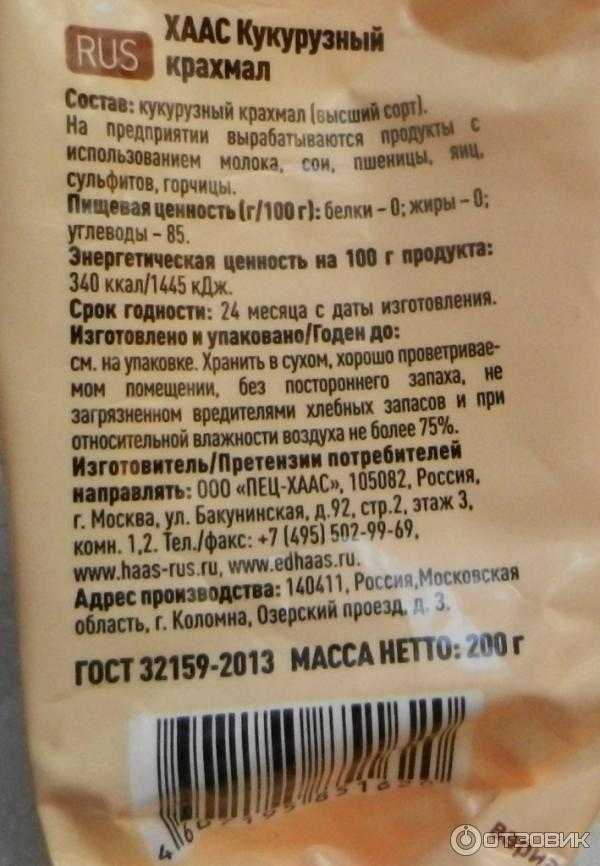 RUS
ХААС Кукурузный
крахмал
Состав: кукурузный крахмал (высший сорт).
На предприятии вырабатываются продукты с
использованием молока, сои, пшеницы, яиц,
сульфитов, горчицы.
Пищевая ценность (г/100 г): белки – 0; жиры – 0;
углеводы – 85.
Энергетическая ценность на 100 г продукта:
340 ккал/1445 кДж.
Срок годности: 24 месяца с даты изготовления.
Изготовлено и упаковано/Годен до:
см. на упаковке. Хранить в сухом, хорошо проветривае-
мом помещении, без постороннего запаха, не
загрязненном вредителями хлебных запасов и при
относительной влажности воздуха не более 75%.
Изготовитель/Претензии потребителей
направлять: ООО «ПЕЦ-ХААС», 105082, Россия,
г. Москва, ул. Бакунинская, д.92, стр.2, этаж 3,
комн. 1,2. Тел./факс: +7 (495) 502-99-69,
www.haas-rus.ru, www.edhaas.ru.
Адрес производства: 140411, Россия,Московская
область, г. Коломна, Озерский проезд, д. 3.
ГОСТ 32159-2013 МАССА НЕТТО: 200 г
ОТЗОВИК